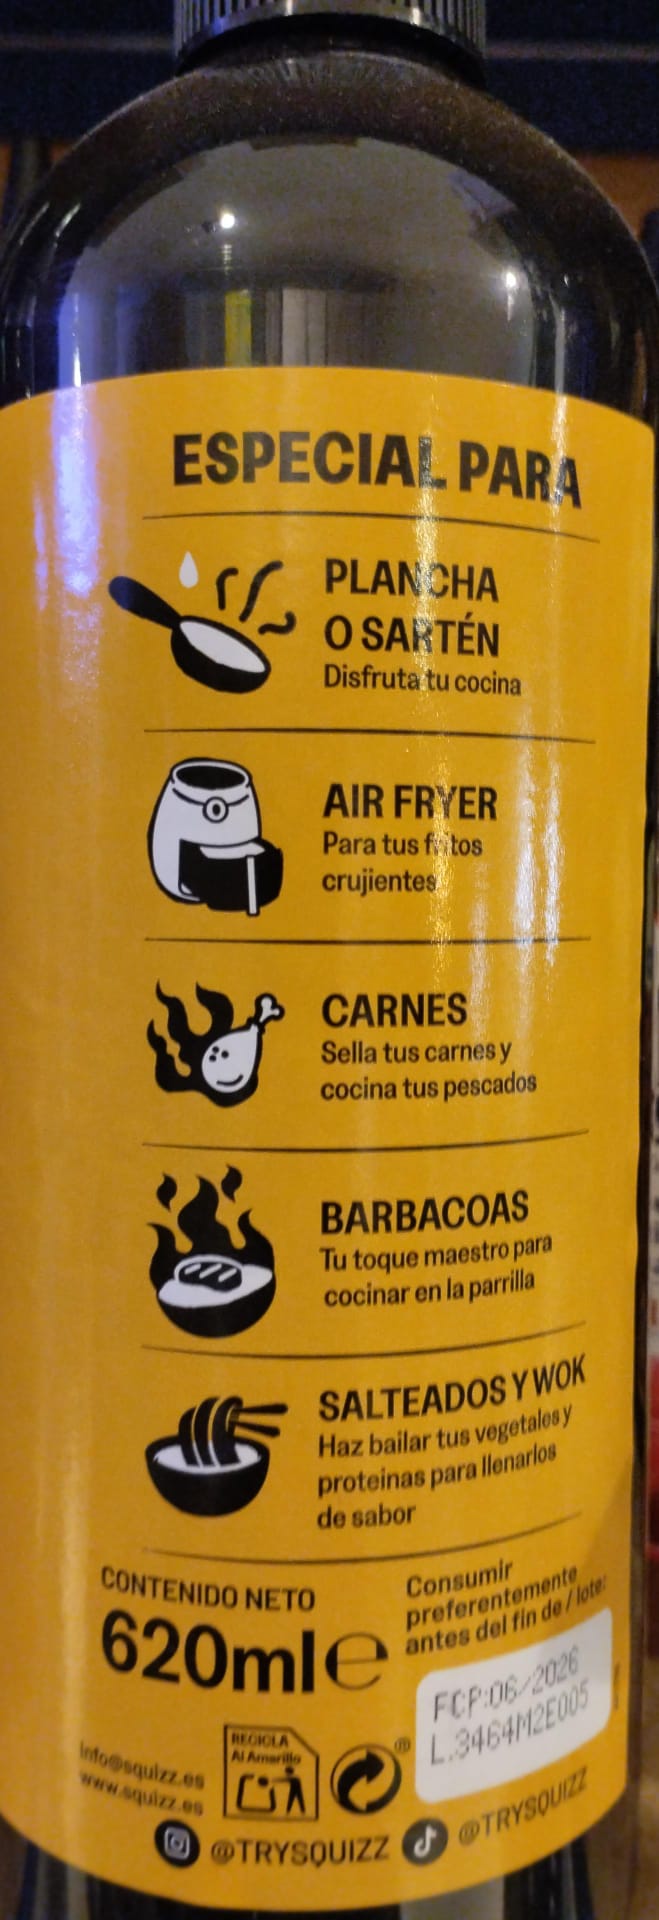 ESPECIAL PARA
PLANCHA
O SARTÉN
Disfruta tu cocina
AIR FRYER
Para tus fritos
crujientes
CARNES
Sella tus carnes y
cocina tus pescados
BARBACOAS
Tu toque maestro para
cocinar en la parrilla
SALTEADOS Y WOK
Haz bailar tus vegetales y
proteinas para llenarlos
de sabor
CONTENIDO NETO
620ml e
Consumir
preferentemente
antes del fin de / lote:
FCP:06/2026
L.3464M2E005
info@squizz.es
www.squizz.es
RECICLA
Al Amarillo
®
@TRYSQUIZZ
@TRYSQUIZZ